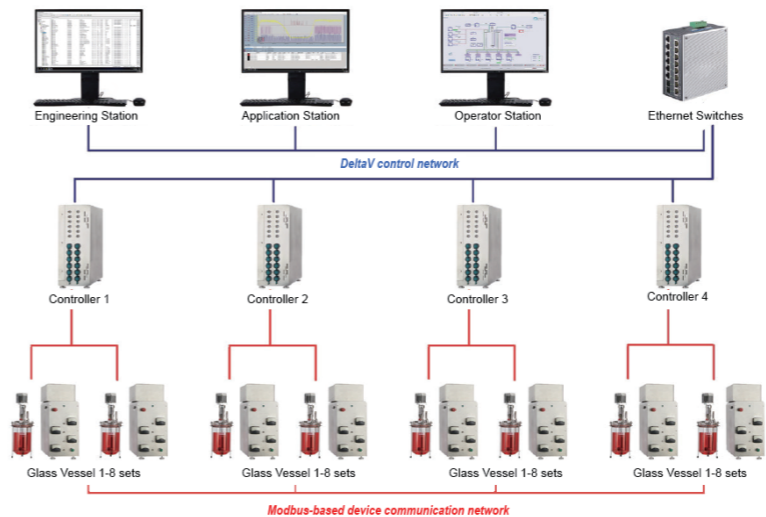 Engineering Station
Application Station
Operator Station
Ethernet Switches
DeltaV control network
Controller 1
Controller 2
Controller 3
Controller 4
Glass Vessel 1-8 sets
Glass Vessel 1-8 sets
Glass Vessel 1-8 sets
Glass Vessel 1-8 sets
Modbus-based device communication network